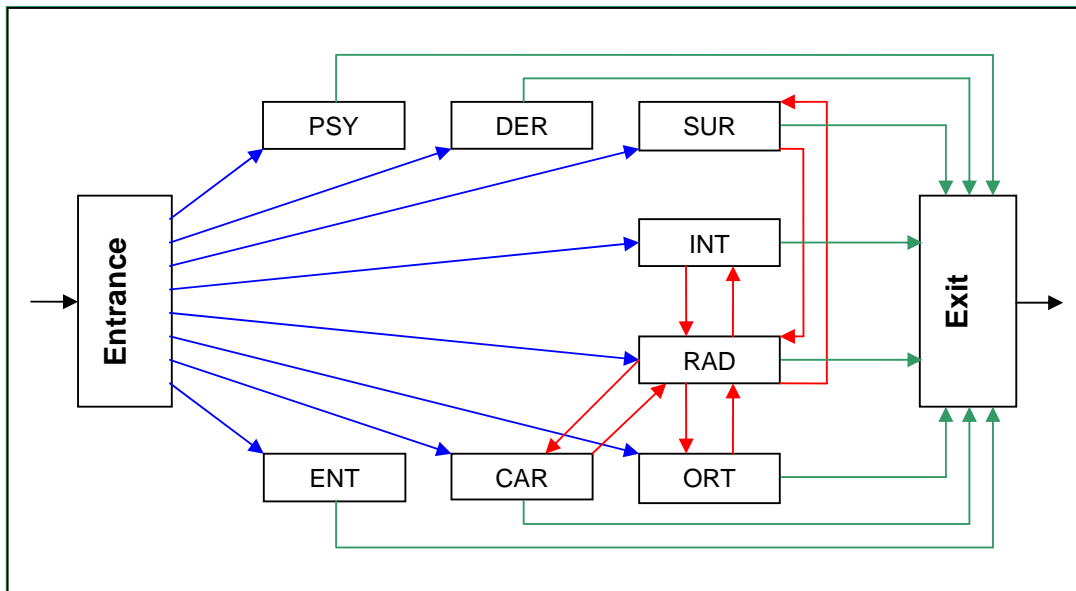 PSY
DER
SUR
Entrance
INT
Exit
RAD
ENT
CAR
ORT